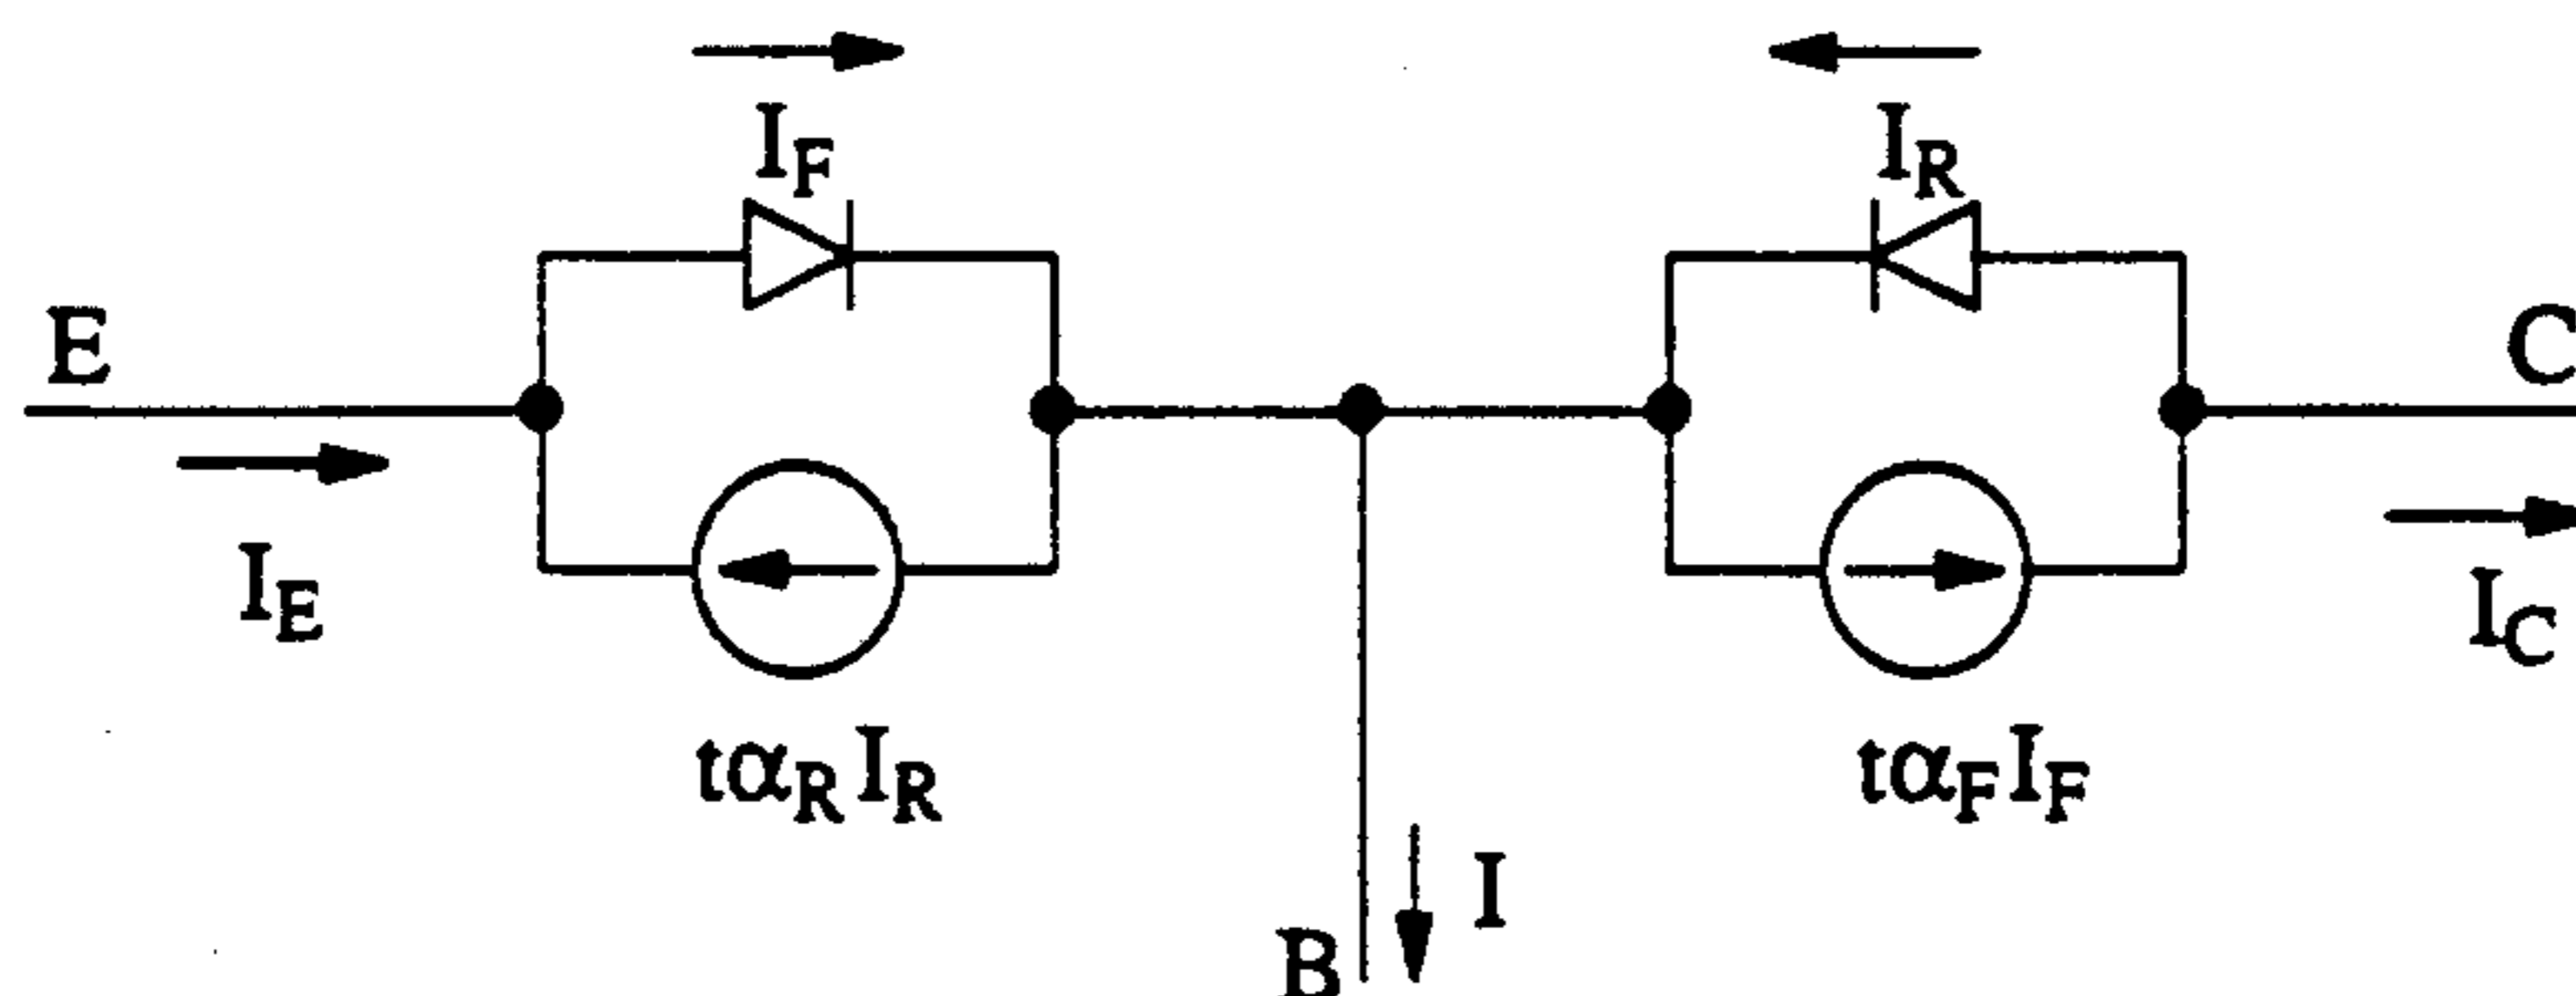 I_F
I_R
E
C
I_E
I_C
tα_R I_R
tα_F I_F
I
B